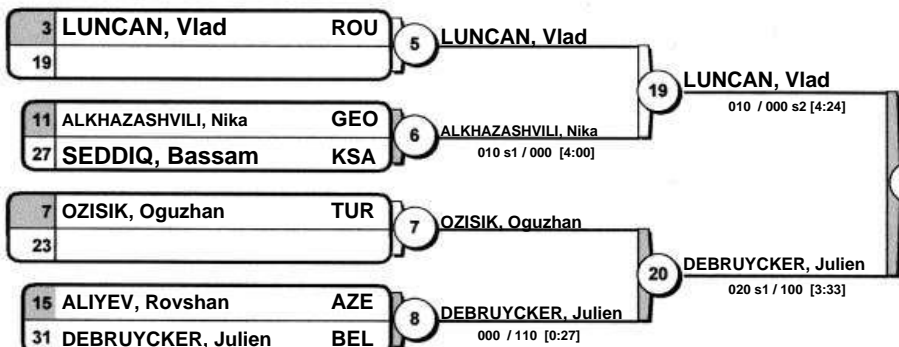 3 LUNCAN, Vlad ROU
19
5 LUNCAN, Vlad
11 ALKHAZASHVILI, Nika GEO
27 SEDDIQ, Bassam KSA
6 ALKHAZASHVILI, Nika
010 s1 / 000 [4:00]
19 LUNCAN, Vlad
010 / 000 s2 [4:24]
7 OZISIK, Oguzhan TUR
23
7 OZISIK, Oguzhan
15 ALIYEV, Rovshan AZE
31 DEBRUYCKER, Julien BEL
8 DEBRUYCKER, Julien
000 / 110 [0:27]
20 DEBRUYCKER, Julien
020 s1 / 100 [3:33]